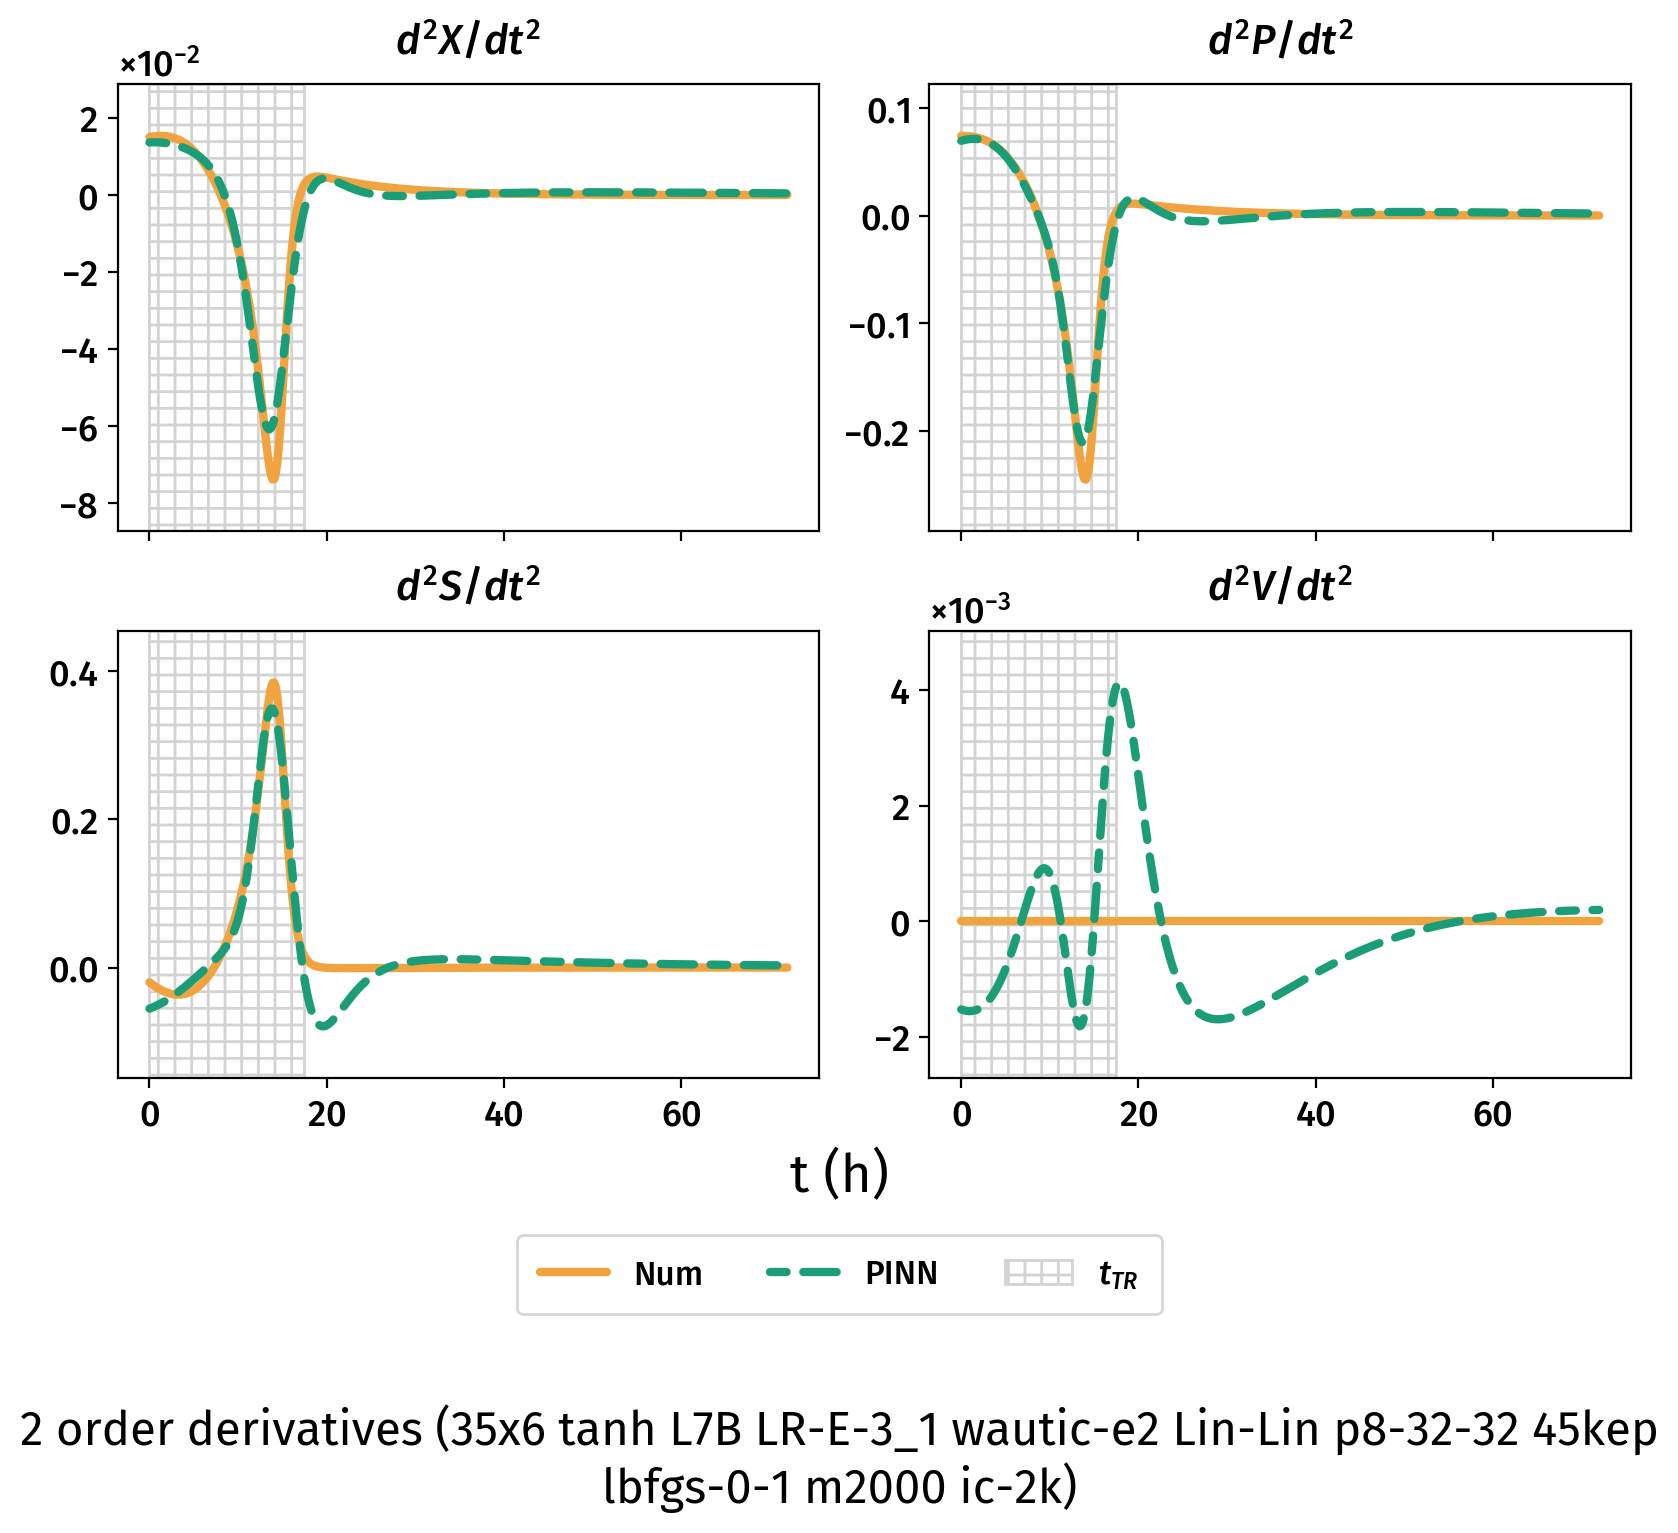 d²X/dt²
d²P/dt²
×10⁻²
2
0
−2
−4
−6
−8
0.1
0.0
−0.1
−0.2
d²S/dt²
d²V/dt²
×10⁻³
0.4
0.2
0.0
4
2
0
−2
0 20 40 60
0 20 40 60
t (h)
Num PINN t_TR
2 order derivatives (35x6 tanh L7B LR-E-3_1 wautic-e2 Lin-Lin p8-32-32 45kep
lbfgs-0-1 m2000 ic-2k)